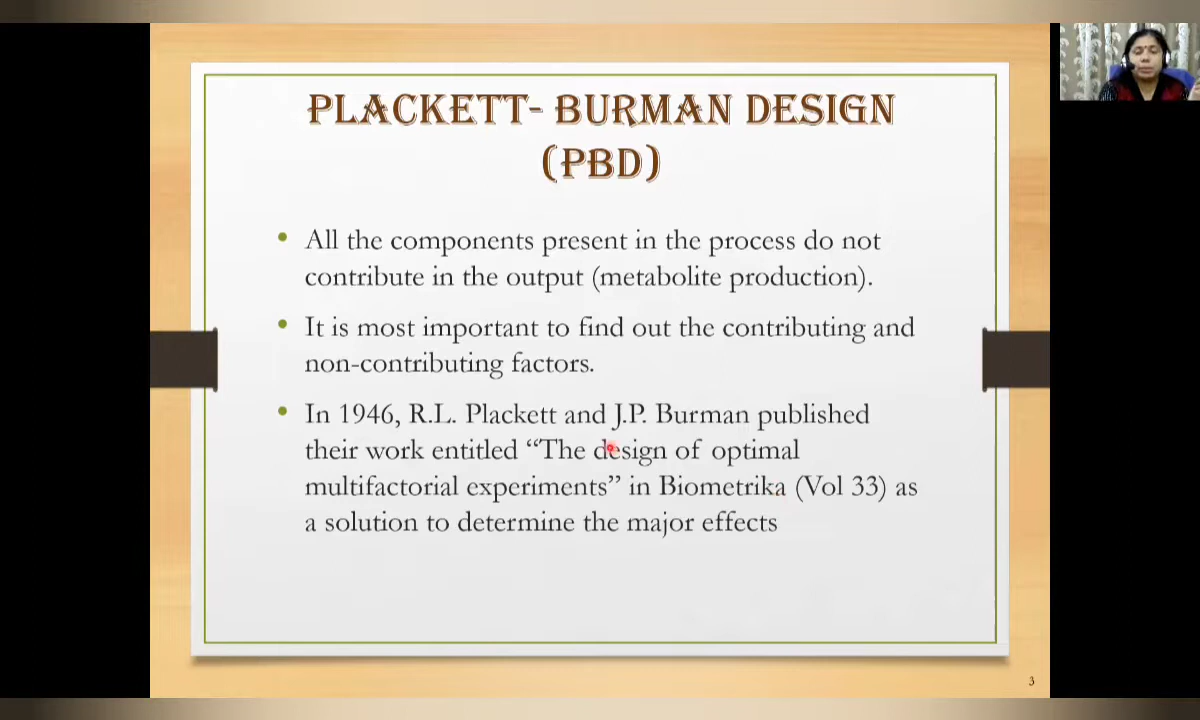 PLACKETT- BURMAN DESIGN
(PBD)
• All the components present in the process do not
contribute in the output (metabolite production).
• It is most important to find out the contributing and
non-contributing factors.
• In 1946, R.L. Plackett and J.P. Burman published
their work entitled “The design of optimal
multifactorial experiments” in Biometrika (Vol 33) as
a solution to determine the major effects
3